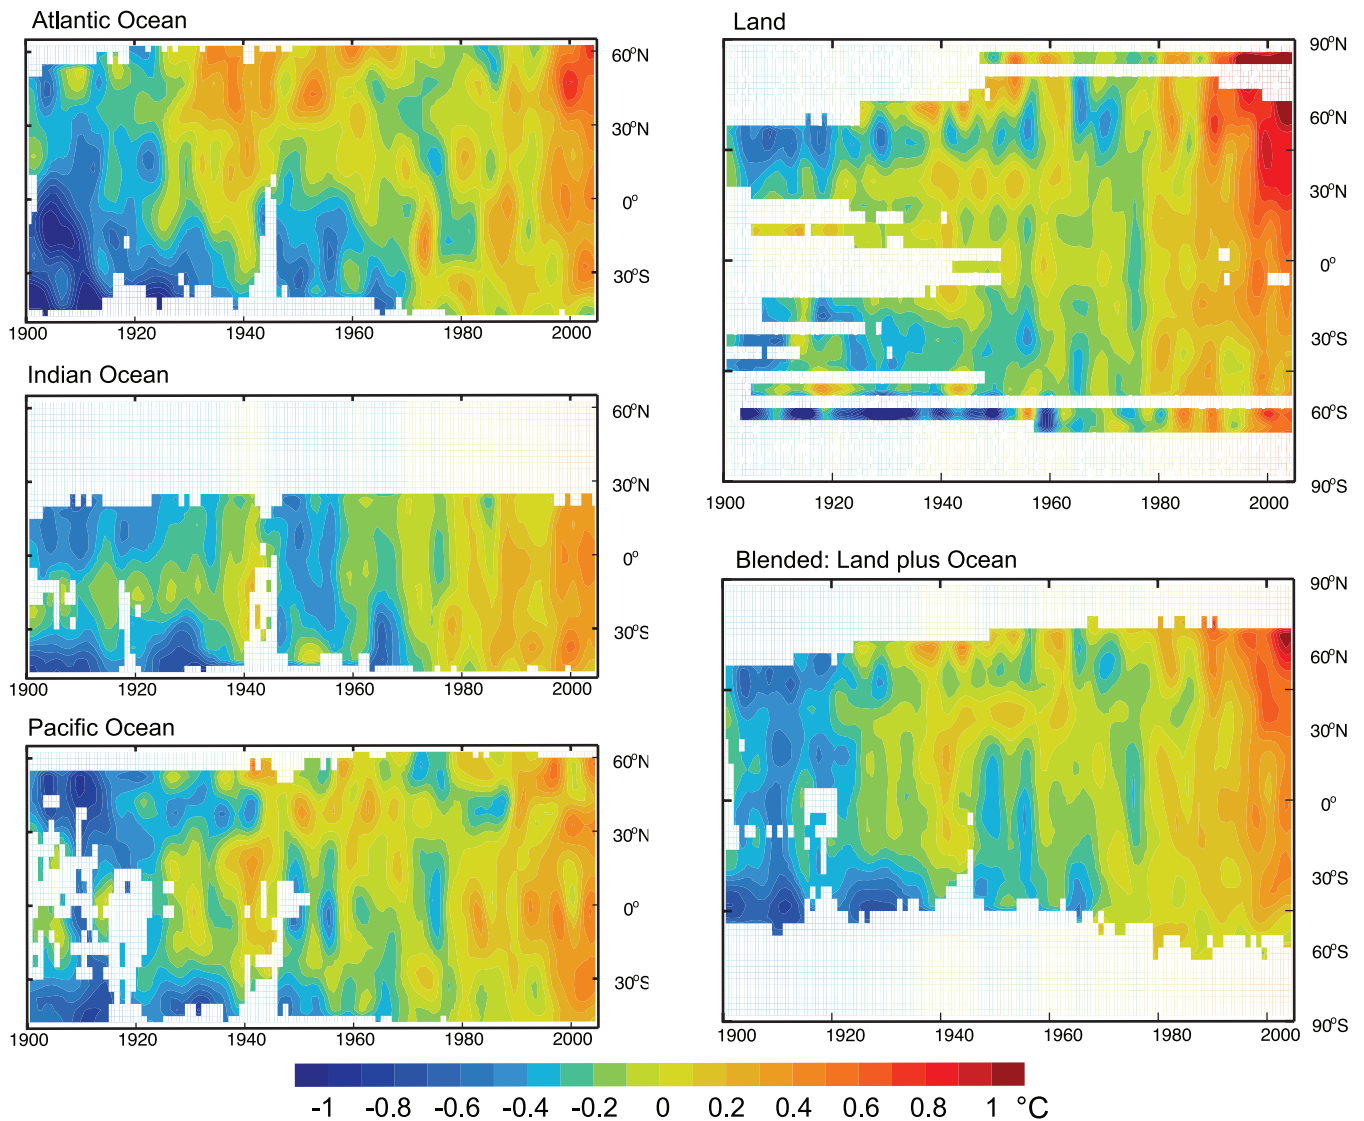 Atlantic Ocean
60°N
30°N
0°
30°S
1900 1920 1940 1960 1980 2000
Indian Ocean
60°N
30°N
0°
30°S
1900 1920 1940 1960 1980 2000
Pacific Ocean
60°N
30°N
0°
30°S
1900 1920 1940 1960 1980 2000
Land
90°N
60°N
30°N
0°
30°S
60°S
90°S
1900 1920 1940 1960 1980 2000
Blended: Land plus Ocean
90°N
60°N
30°N
0°
30°S
60°S
90°S
1900 1920 1940 1960 1980 2000
-1 -0.8 -0.6 -0.4 -0.2 0 0.2 0.4 0.6 0.8 1 °C